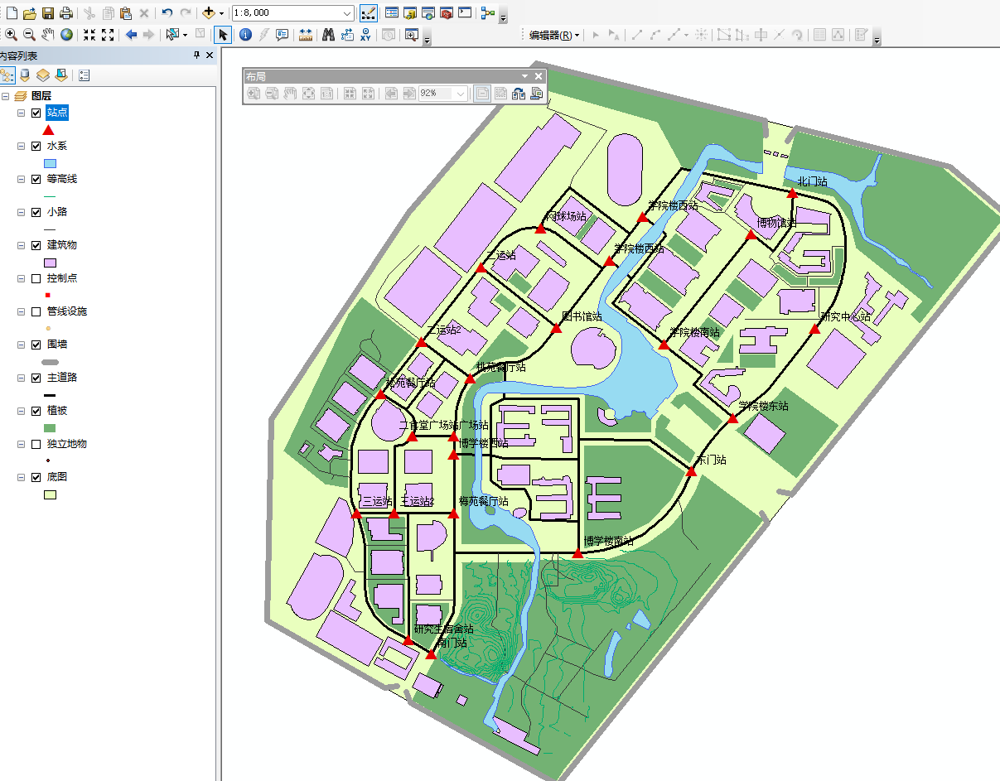 1:8,000
编辑器(R)
内容列表
图层
站点
水系
等高线
小路
建筑物
控制点
管线设施
围墙
主道路
植被
独立地物
底图
布局
92%
北门站
学院楼西站
网球场站
博物馆站
学院楼西站
二运站
图书馆站
研究中心站
二运站2
学院楼南站
桃苑餐厅站
松苑餐厅站
学院楼东站
二食堂广场站广场站
博学楼西站
东门站
三运站
三运站2
梅苑餐厅站
博学楼南站
研究生宿舍站
南门站